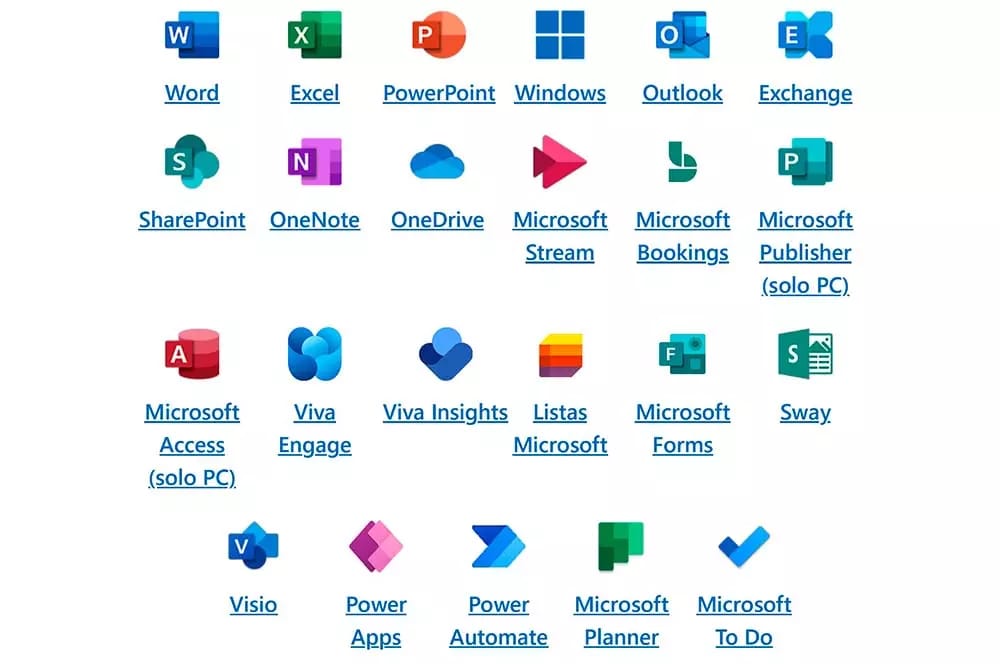 W X P O E
Word Excel PowerPoint Windows Outlook Exchange
S N P
SharePoint OneNote OneDrive Microsoft Microsoft Microsoft
Stream Bookings Publisher
(solo PC)
A F S
Microsoft Viva Viva Insights Listas Microsoft Sway
Access Engage Microsoft Forms
(solo PC)
V
Visio Power Power Microsoft Microsoft
Apps Automate Planner To Do